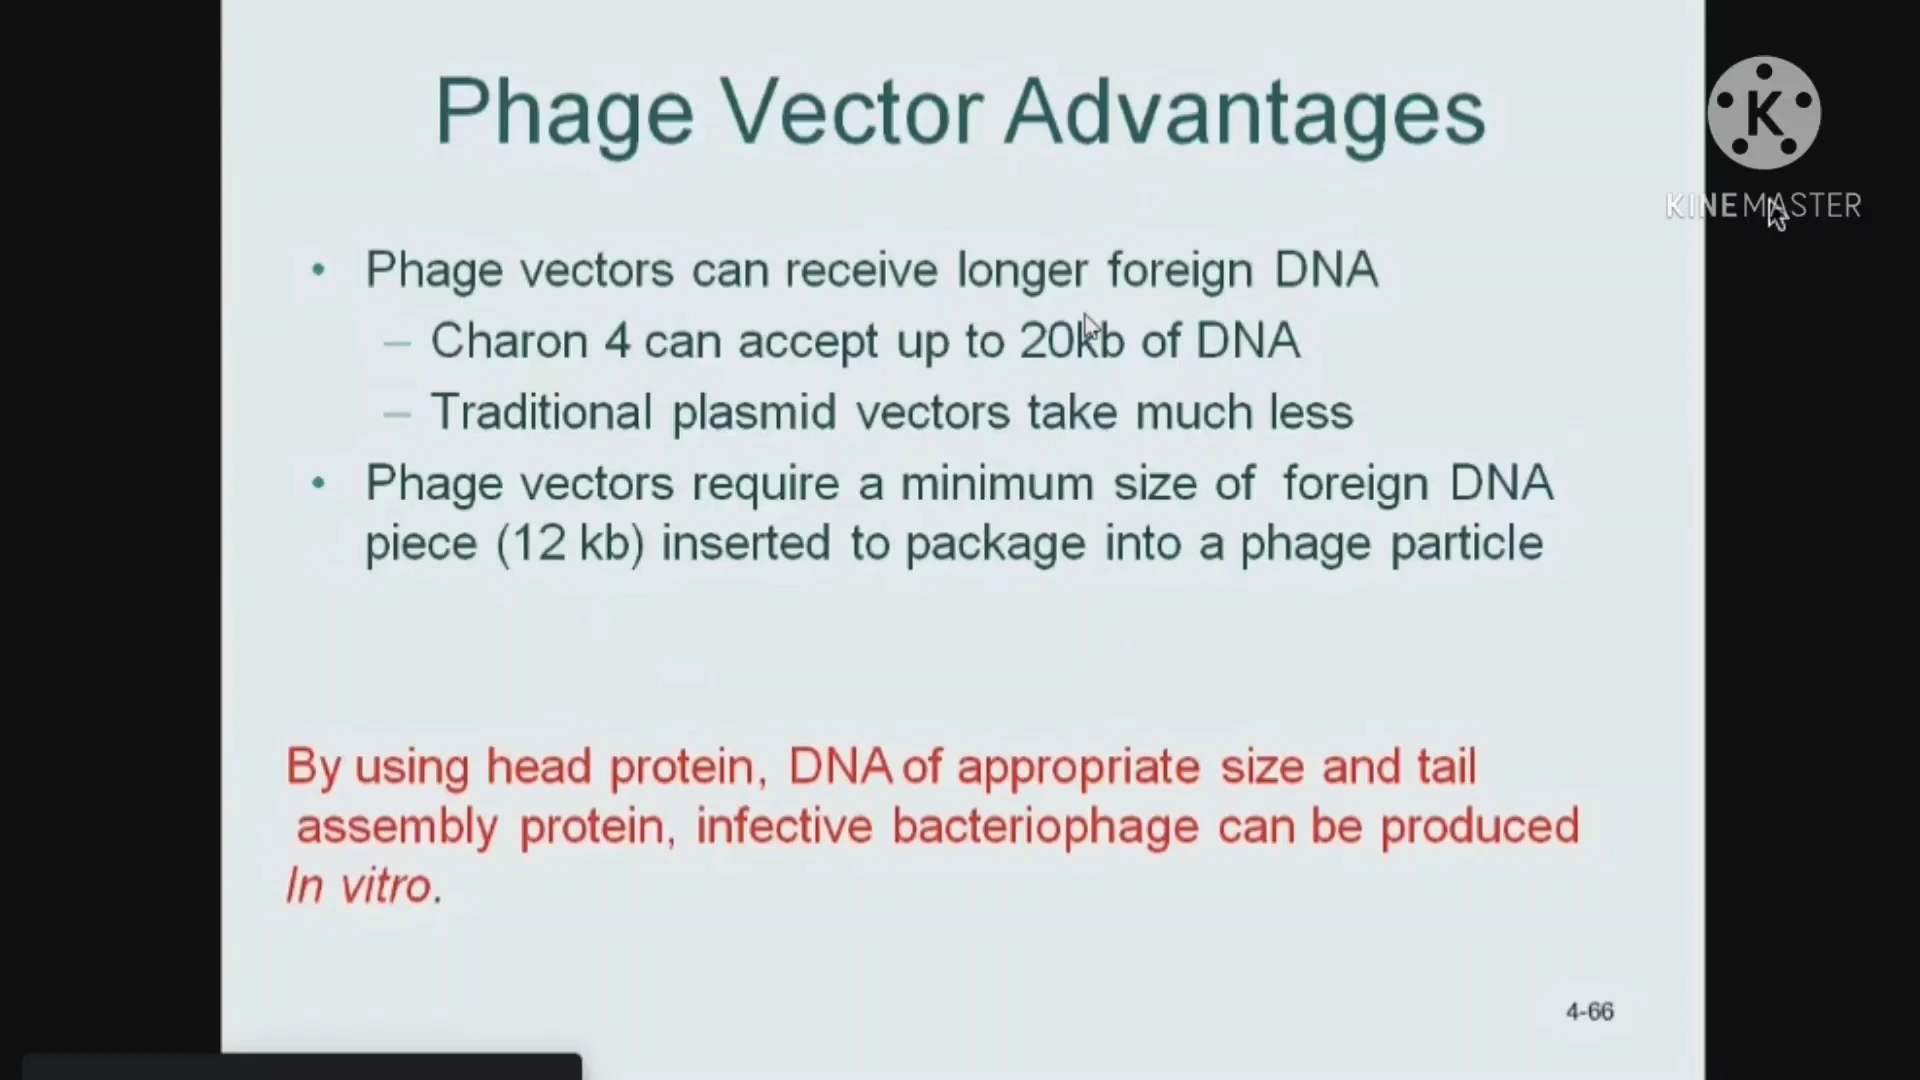 Phage Vector Advantages
K
KINEMASTER
• Phage vectors can receive longer foreign DNA
– Charon 4 can accept up to 20kb of DNA
– Traditional plasmid vectors take much less
• Phage vectors require a minimum size of foreign DNA
piece (12 kb) inserted to package into a phage particle
By using head protein, DNA of appropriate size and tail
assembly protein, infective bacteriophage can be produced
In vitro.
4-66